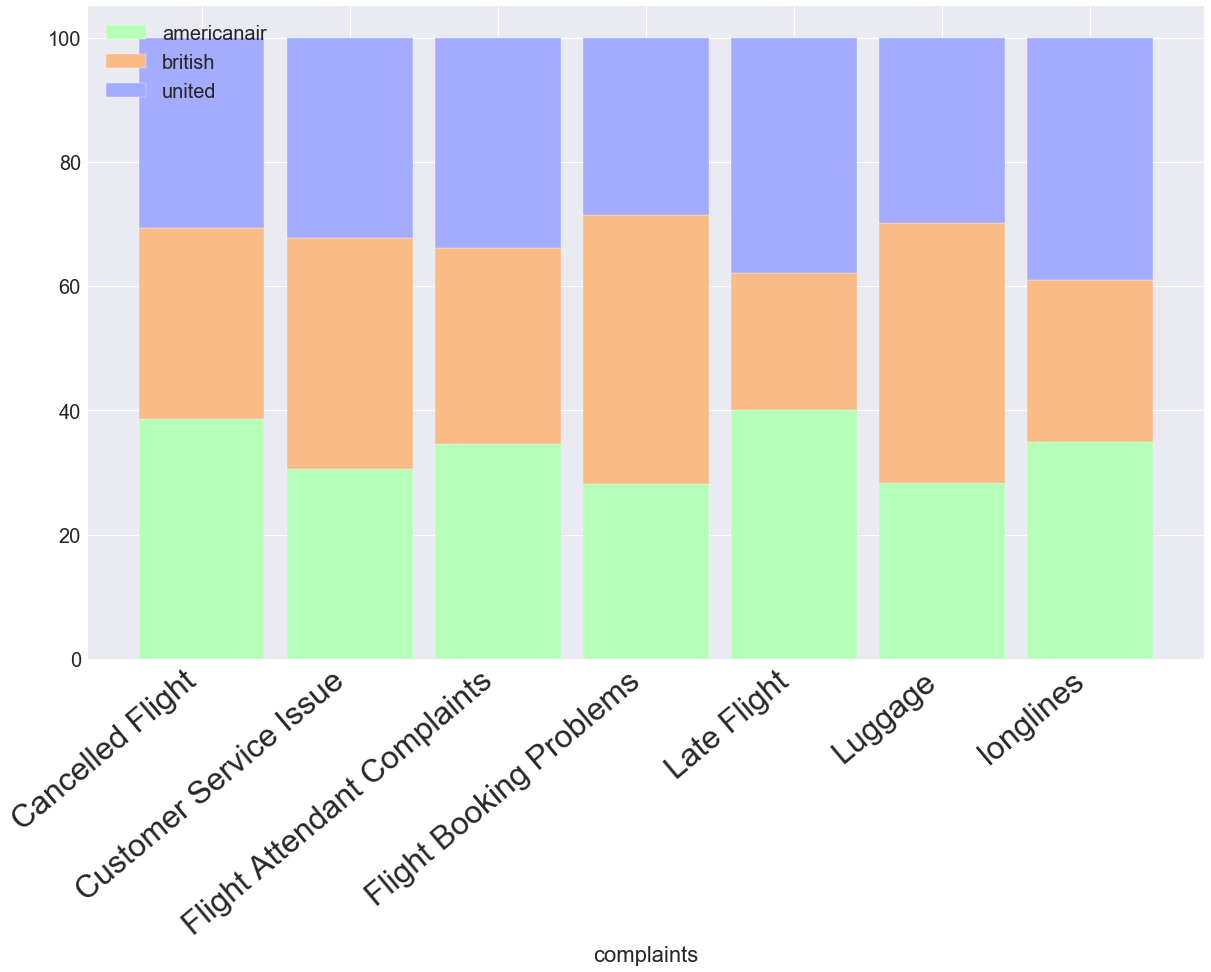 americanair
british
united
100
80
60
40
20
0
Cancelled Flight
Customer Service Issue
Flight Attendant Complaints
Flight Booking Problems
Late Flight
Luggage
longlines
complaints